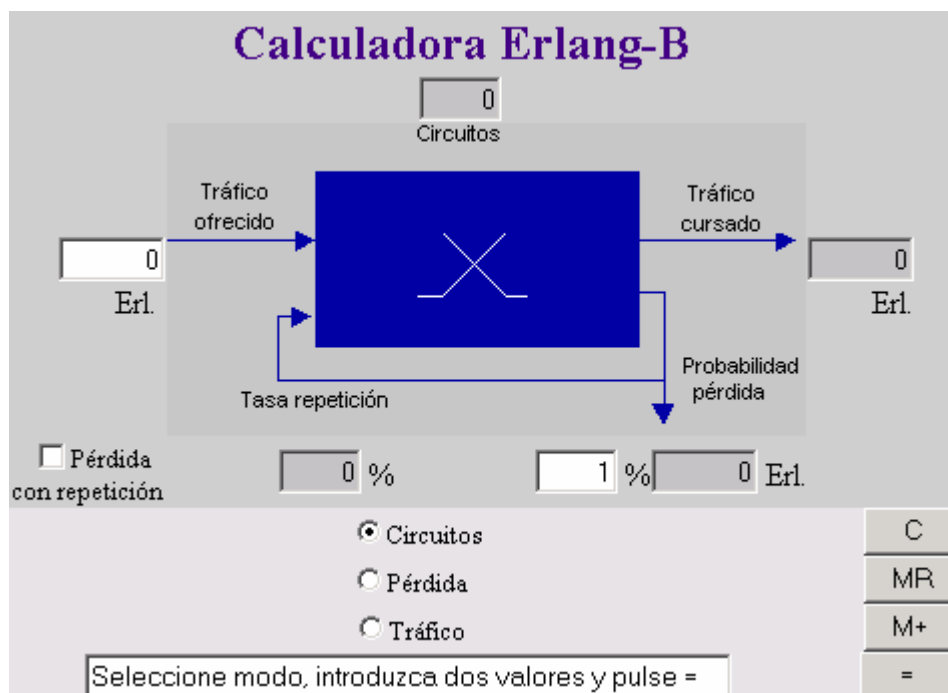 Calculadora Erlang-B
0
Circuitos
Tráfico
ofrecido
Tráfico
cursado
0
Erl.
0
Erl.
Tasa repetición
Probabilidad
pérdida
Pérdida
con repetición
0 %
1 % 0 Erl.
Circuitos
Pérdida
Tráfico
C
MR
M+
Seleccione modo, introduzca dos valores y pulse =
=